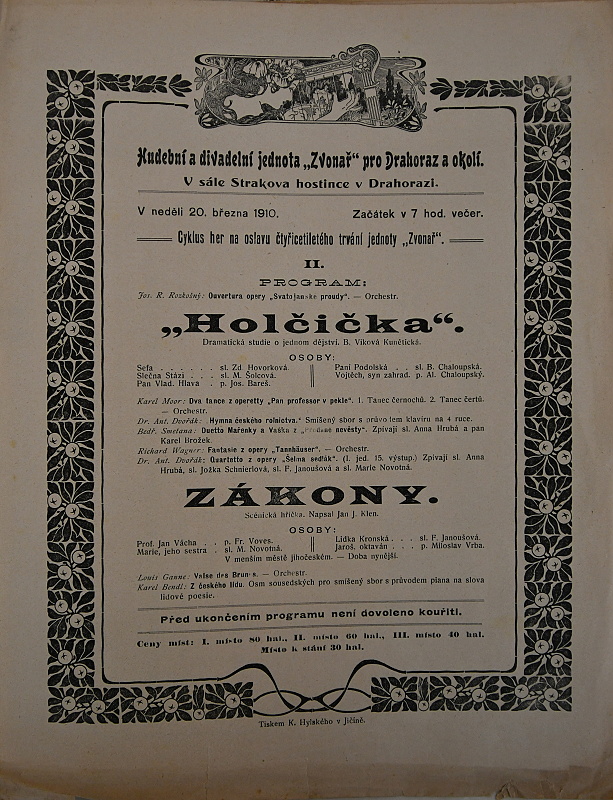 Hudební a divadelní jednota „Zvonař“ pro Drahoraz a okolí.
V sále Strakova hostince v Drahorazi.
V neděli 20. března 1910. Začátek v 7 hod. večer.
Cyklus her na oslavu čtyřicetiletého trvání jednoty „Zvonař“.
II.
PROGRAM:
Jos. R. Rozkošný: Ouvertura opery „Svatojanské proudy“. — Orchestr.
„Holčička“.
Dramatická studie o jednom dějství. B. Viková Kunětická.
OSOBY:
Sefa . . . . . . sl. Zd. Hovorková. Paní Podolská . . sl. B. Chaloupská.
Slečna Stázi . . . sl. M. Šolcová. Vojtěch, syn zahrad. p. Al. Chaloupský.
Pan Vlad. Hlava . p. Jos. Bareš.
Karel Moor: Dva tance z operetty „Pan professor v pekle“. 1. Tanec černochů. 2. Tanec čertů.
— Orchestr.
Dr. Ant. Dvořák: „Hymna českého rolnictva.“ Smíšený sbor s průvodem klavíru na 4 ruce.
Bedř. Smetana: Duetto Mařenky a Vaška z „Prodané nevěsty“. Zpívají sl. Anna Hrubá a pan
Karel Brožek.
Richard Wagner: Fantasie z opery „Tannhäuser“. — Orchestr.
Dr. Ant. Dvořák: Quartetto z opery „Šelma sedlák“. (I. jed. 15. výstup.) Zpívají sl. Anna
Hrubá, sl. Jožka Schnierlová, sl. F. Janoušová a sl. Marie Novotná.
ZÁKONY.
Scénická hříčka. Napsal Jan J. Klen.
OSOBY:
Prof. Jan Vácha . . p. Fr. Voves. Lidka Kronská . . . sl. F. Janoušová.
Marie, jeho sestra . sl. M. Novotná. Jaroš, oktaván . . . p. Miloslav Vrba.
V menším městě jihočeském. — Doba nynější.
Louis Ganne: Valse des Brunes. — Orchestr.
Karel Bendl: Z českého lidu. Osm sousedských pro smíšený sbor s průvodem piana na slova
lidové poesie.
Před ukončením programu není dovoleno kouřiti.
Ceny míst: I. místo 80 hal., II. místo 60 hal., III. místo 40 hal.
Místo k stání 30 hal.
Tiskem K. Hylského v Jičíně.